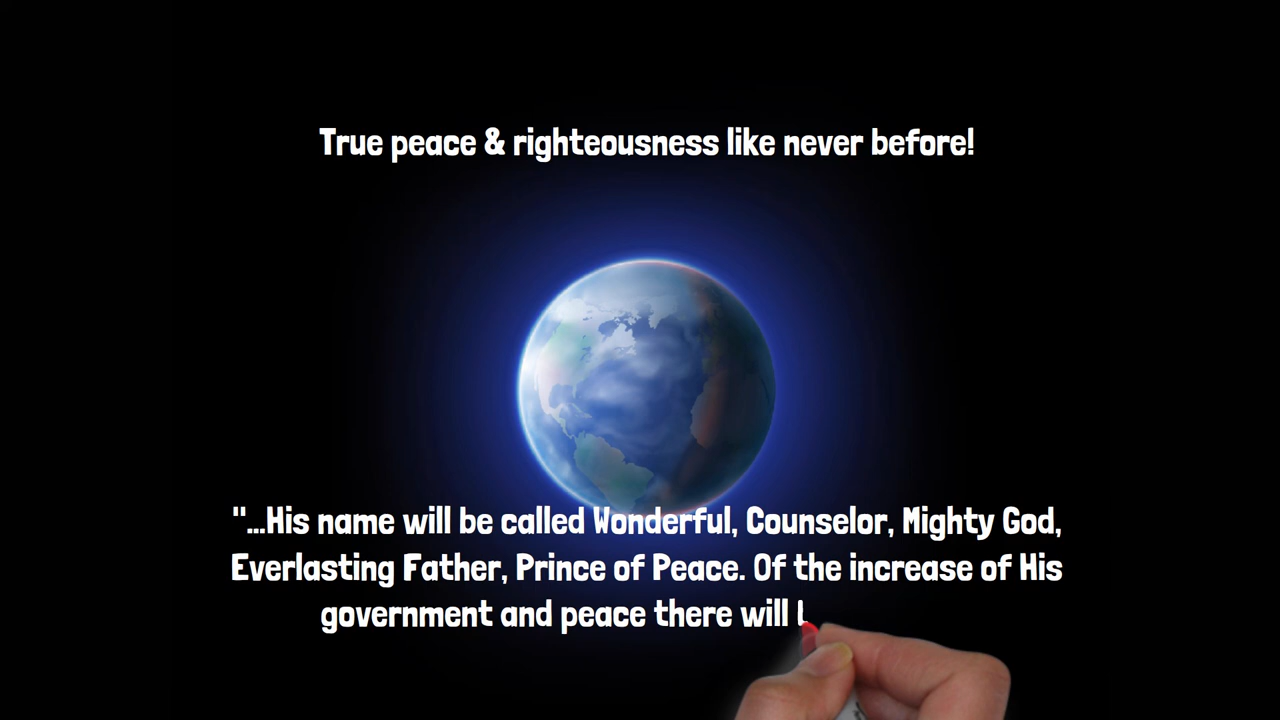 True peace & righteousness like never before!
"...His name will be called Wonderful, Counselor, Mighty God,
Everlasting Father, Prince of Peace. Of the increase of His
government and peace there will